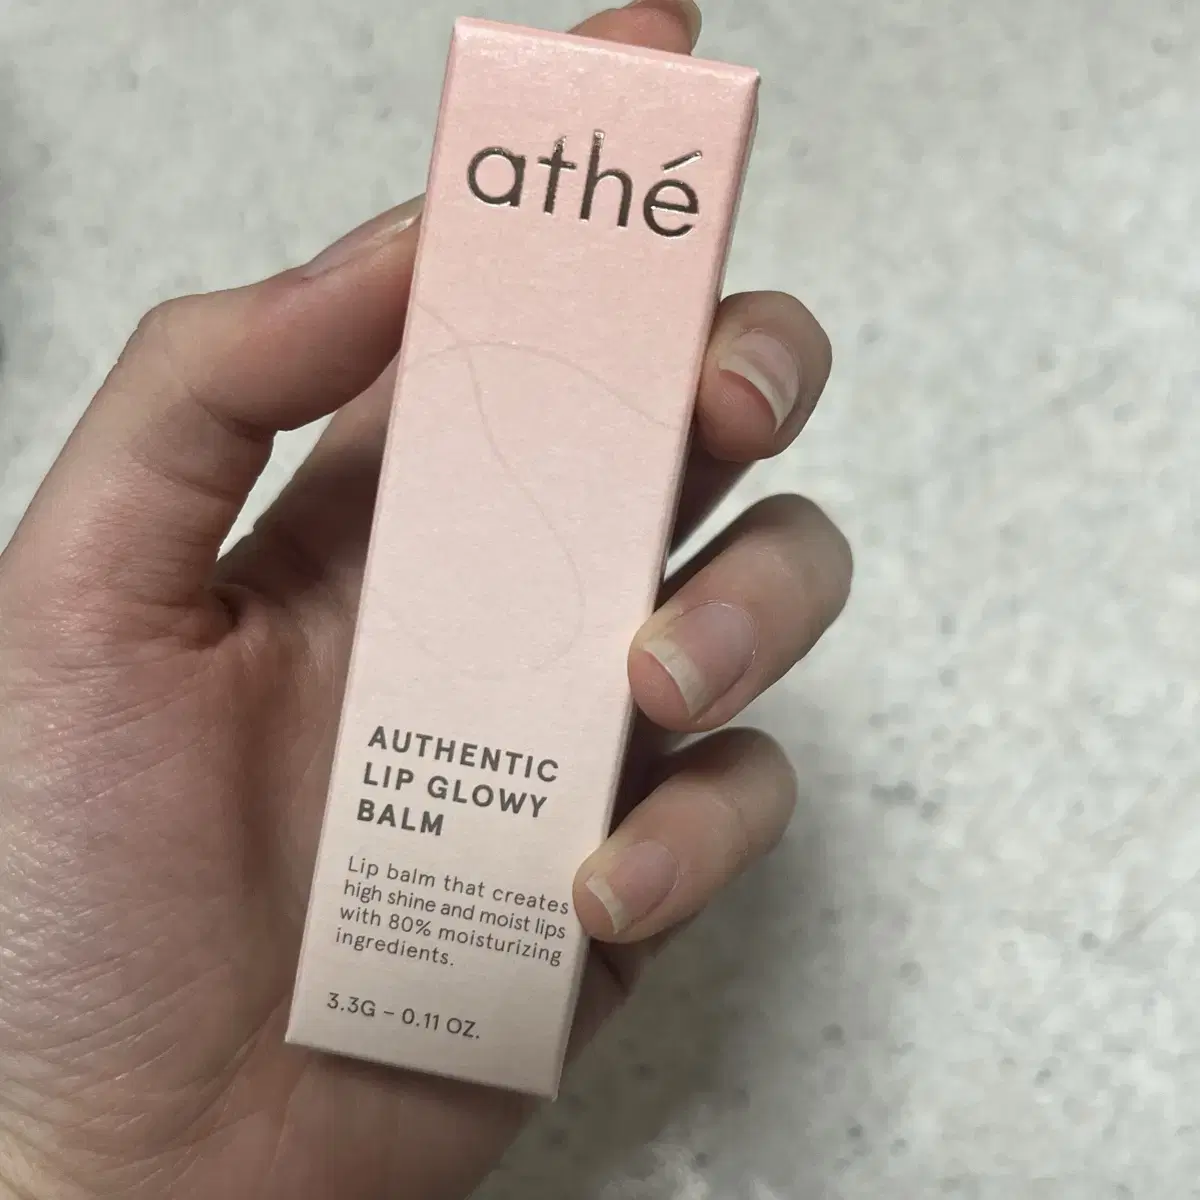 athé
AUTHENTIC
LIP GLOWY
BALM
Lip balm that creates
high shine and moist lips
with 80% moisturizing
ingredients.
3.3G – 0.11 OZ.